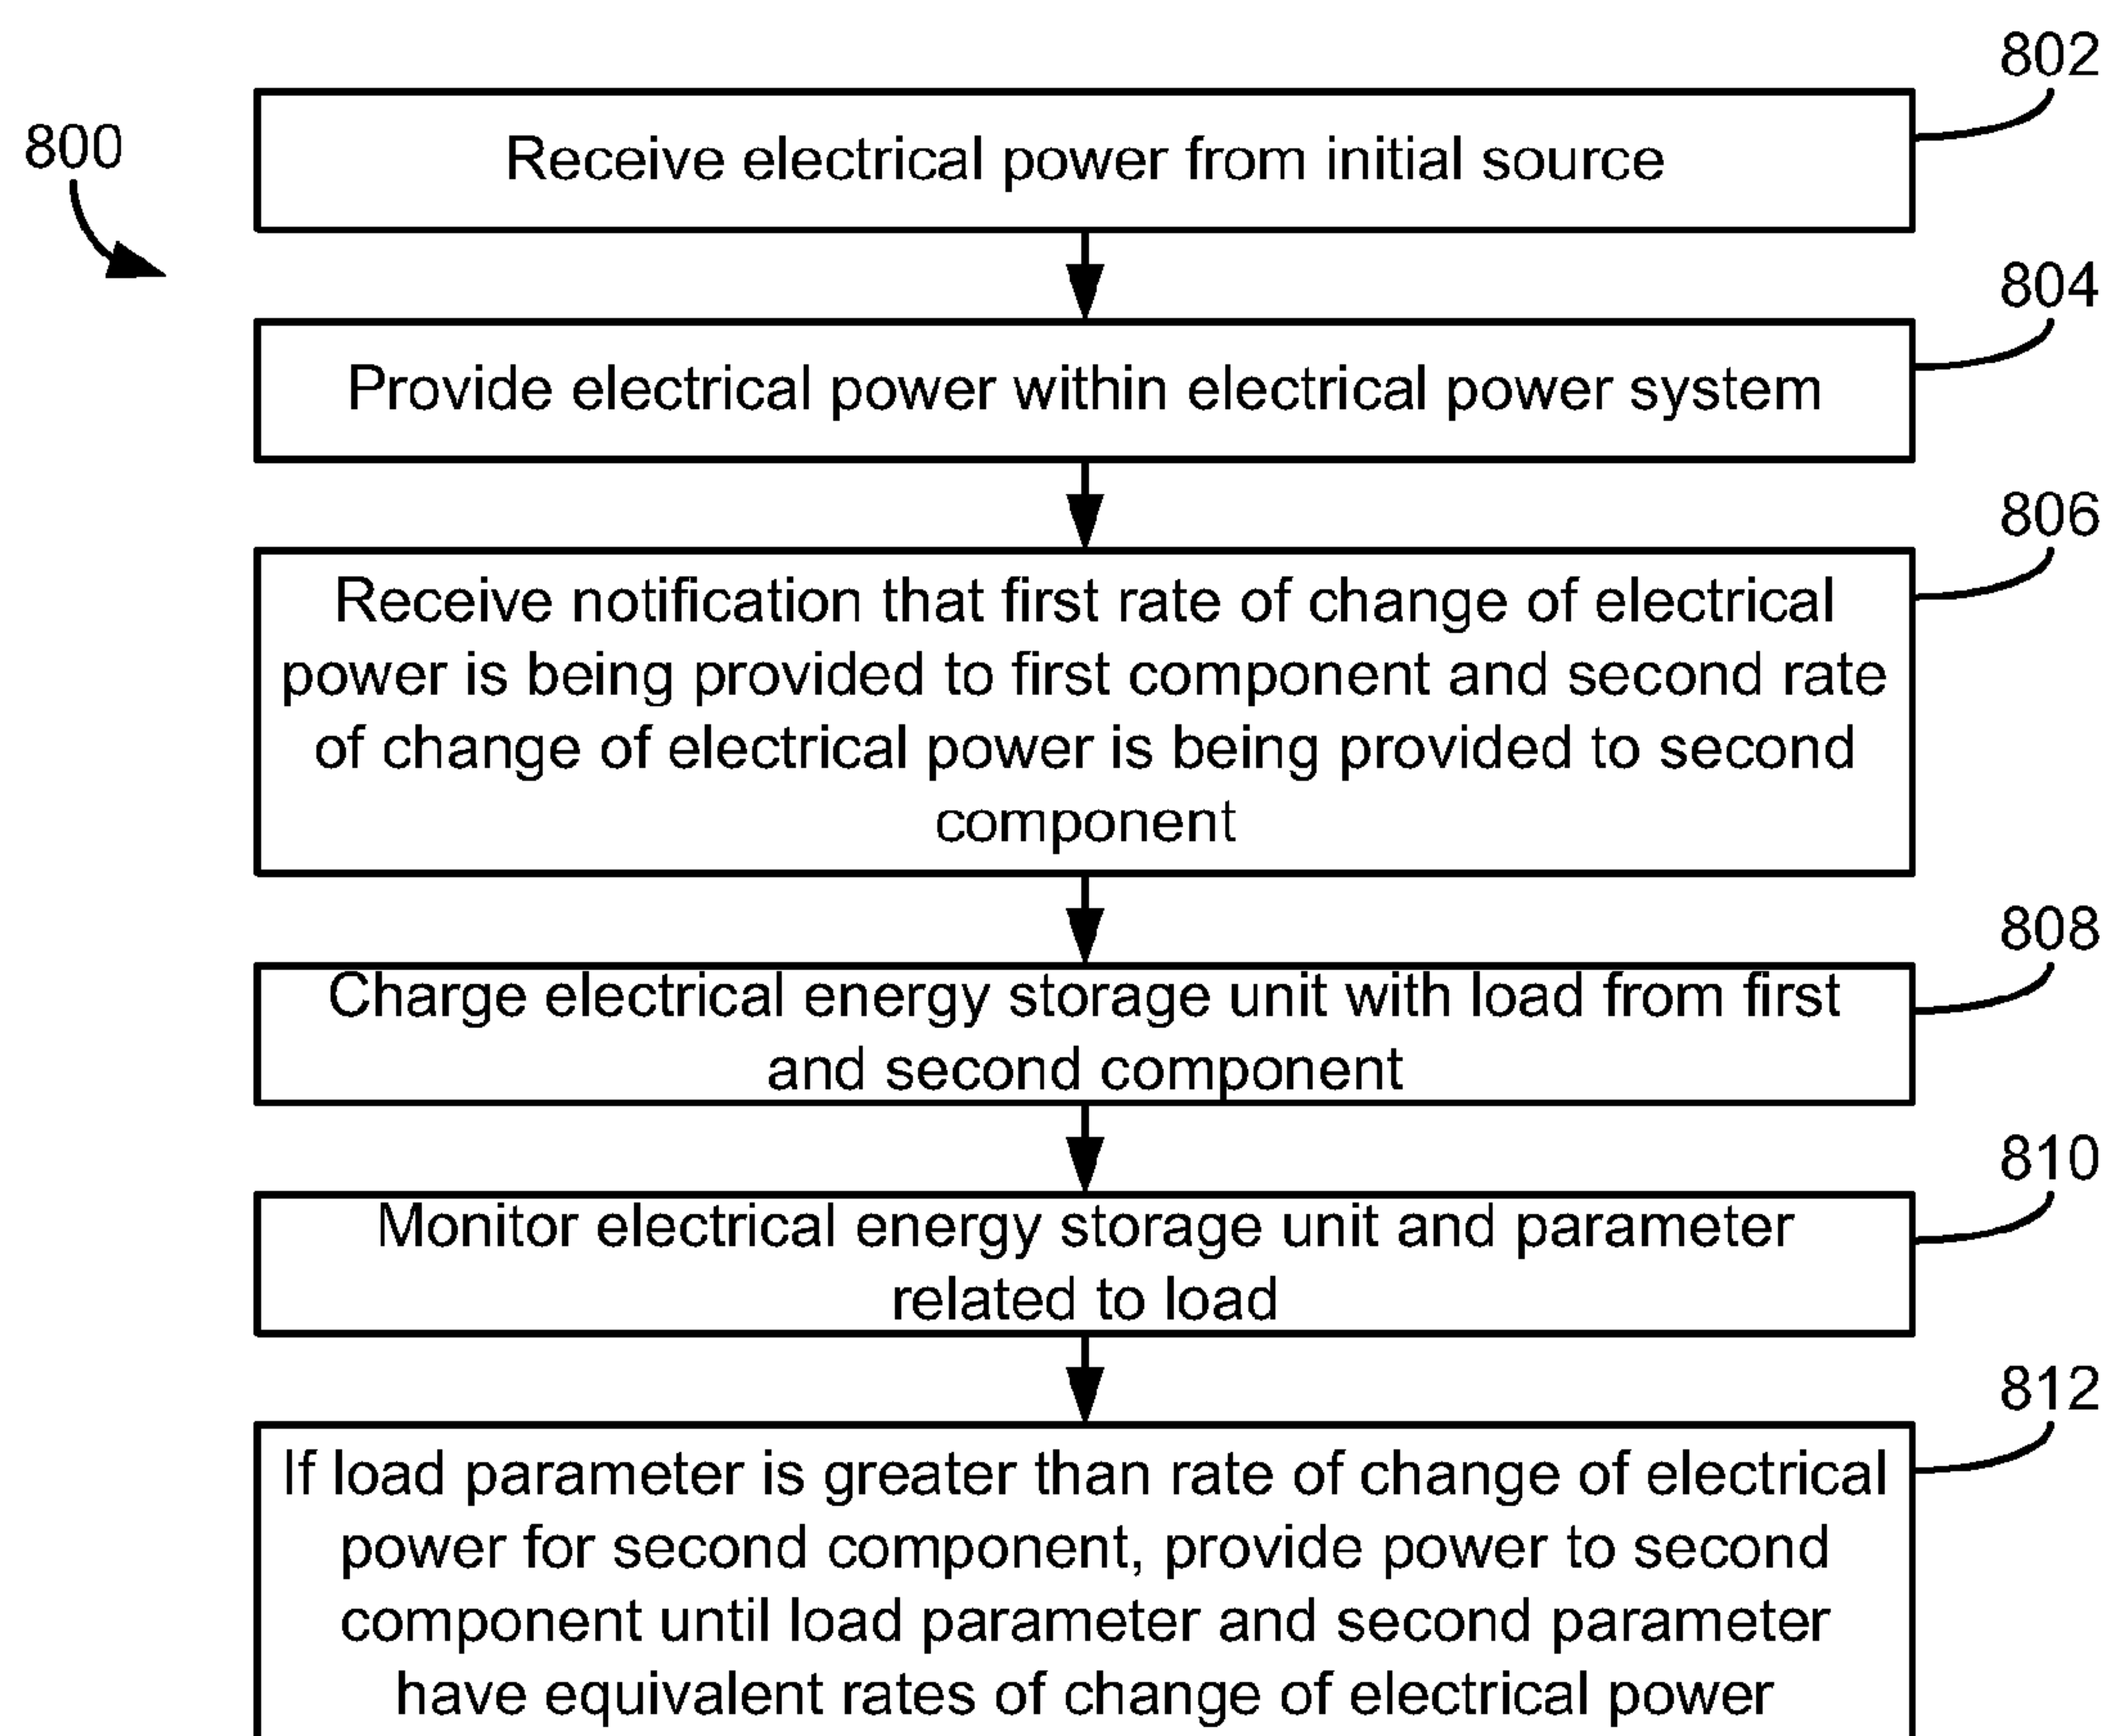 802
800
Receive electrical power from initial source
804
Provide electrical power within electrical power system
806
Receive notification that first rate of change of electrical
power is being provided to first component and second rate
of change of electrical power is being provided to second
component
808
Charge electrical energy storage unit with load from first
and second component
810
Monitor electrical energy storage unit and parameter
related to load
812
If load parameter is greater than rate of change of electrical
power for second component, provide power to second
component until load parameter and second parameter
have equivalent rates of change of electrical power